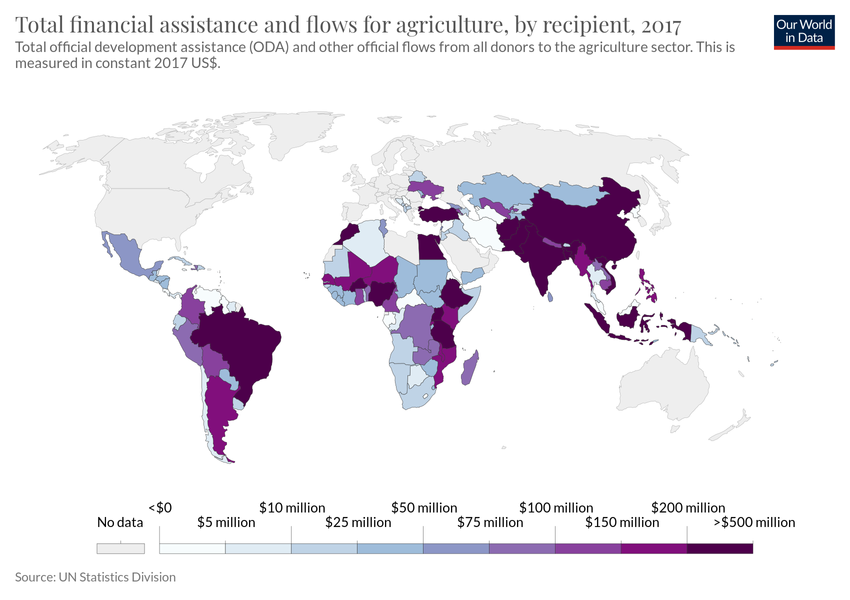 Total financial assistance and flows for agriculture, by recipient, 2017
Our World
in Data
Total official development assistance (ODA) and other official flows from all donors to the agriculture sector. This is
measured in constant 2017 US$.
<$0 $10 million $50 million $100 million $200 million
No data $5 million $25 million $75 million $150 million >$500 million
Source: UN Statistics Division